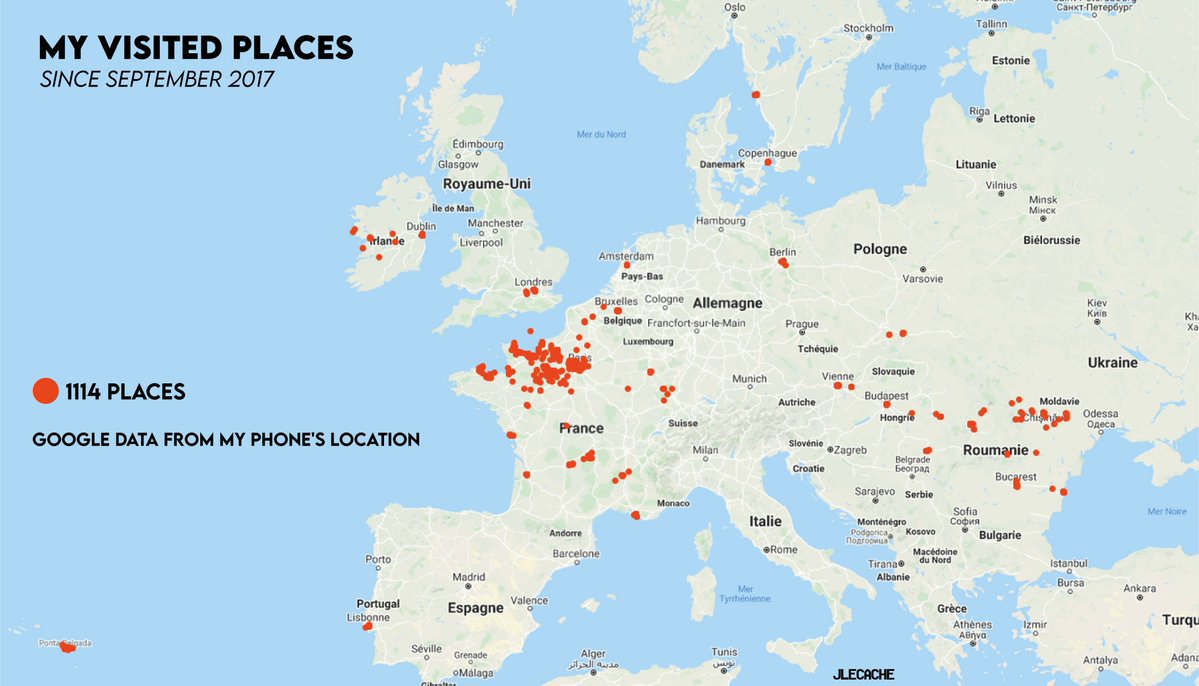 MY VISITED PLACES
SINCE SEPTEMBER 2017
Oslo
Stockholm
Санкт-Петербург
Tallinn
Estonie
Mer Baltique
Riga
Lettonie
Mer du Nord
Édimbourg
Glasgow
Copenhague
Danemark
Lituanie
Vilnius
Royaume-Uni
Île de Man
Minsk
Мінск
Manchester
Dublin
Irlande
Liverpool
Hambourg
Biélorussie
Berlin
Pologne
Varsovie
Amsterdam
Pays-Bas
Londres
Bruxelles
Cologne
Allemagne
Belgique
Francfort-sur-le-Main
Kiev
Київ
Prague
Luxembourg
Tchéquie
Paris
Ukraine
Slovaquie
Vienne
Munich
1114 PLACES
Autriche
Budapest
Moldavie
Hongrie
Chișinău
Odessa
Одеса
France
Suisse
GOOGLE DATA FROM MY PHONE'S LOCATION
Slovénie
Zagreb
Milan
Roumanie
Croatie
Belgrade
Београд
Bucarest
Sarajevo
Serbie
Monaco
Mer Noire
Italie
Sofia
София
Monténégro
Kosovo
Bulgarie
Andorre
Podgorica
Подгорица
Porto
Barcelone
Rome
Macédoine
du Nord
Tirana
Albanie
Istanbul
Bursa
Madrid
Ankara
Mer
Tyrrhénienne
Portugal
Lisbonne
Espagne
Valence
Grèce
Athènes
Αθήνα
Izmir
Turqu
Ponta Delgada
Séville
Grenade
Málaga
Gibraltar
Alger
مدينة الجزائر
Tunis
تونس
Antalya
Adana
JLECACHE